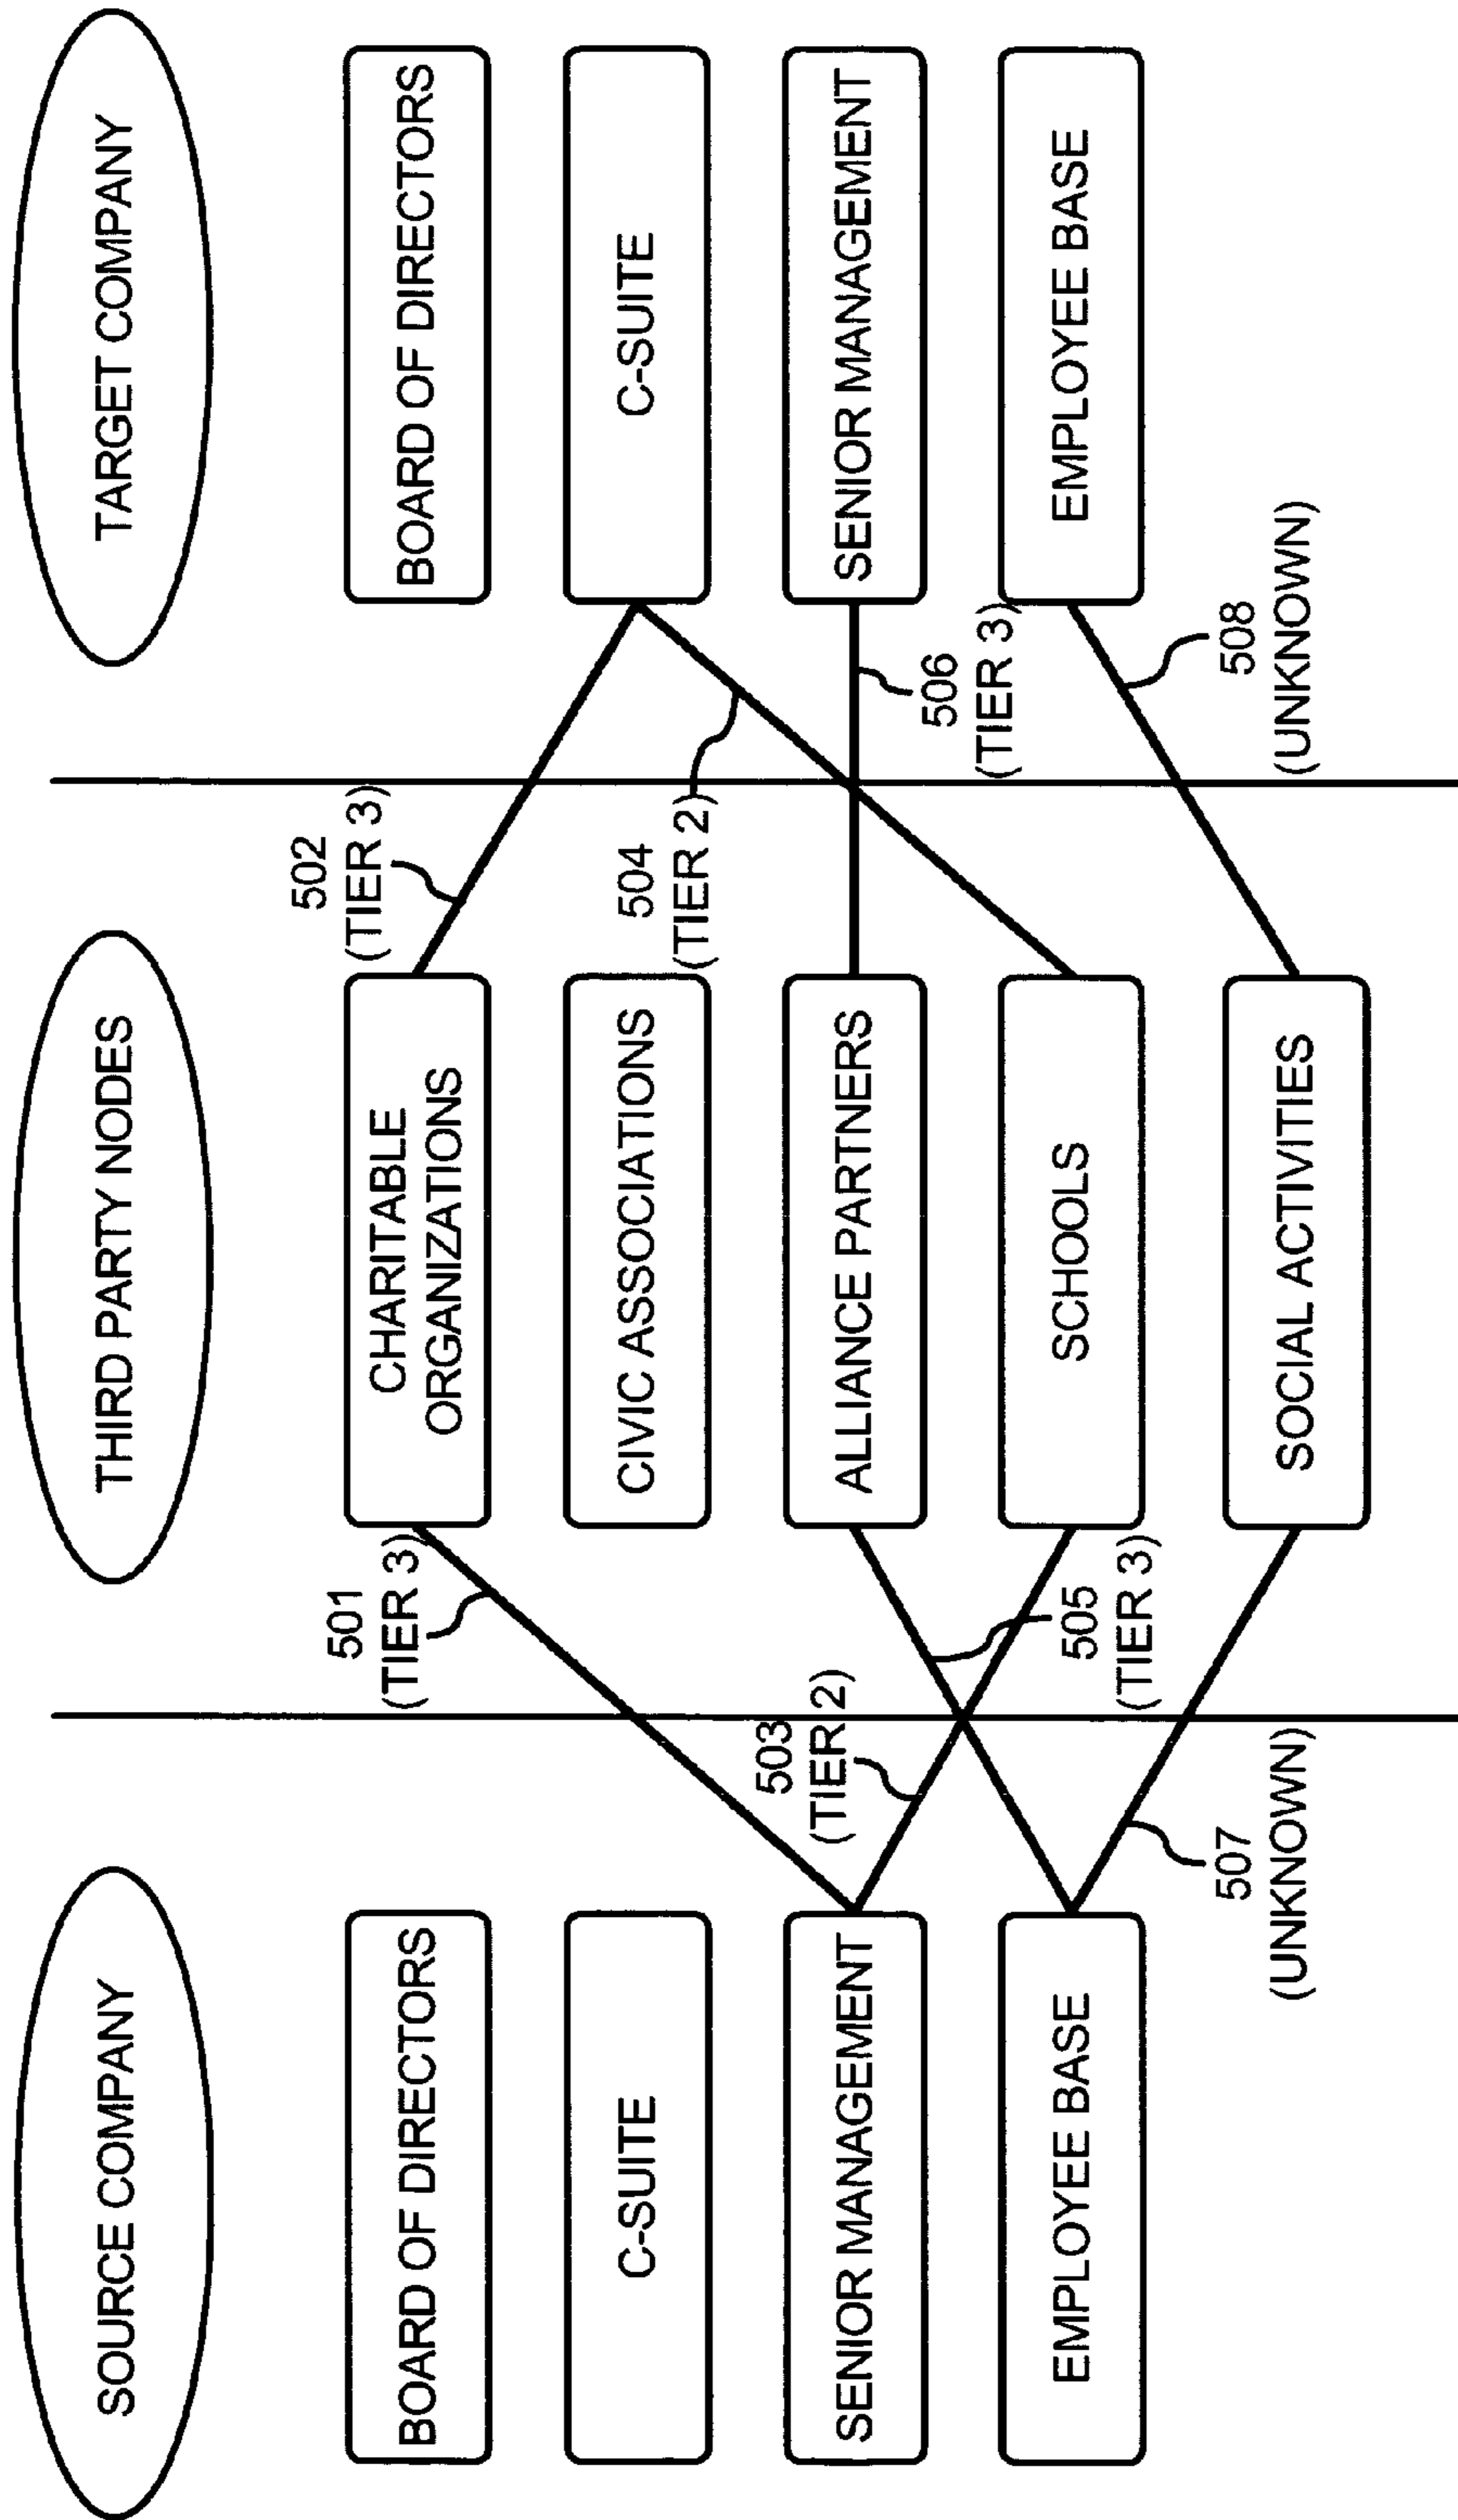 SOURCE COMPANY
THIRD PARTY NODES
TARGET COMPANY
BOARD OF DIRECTORS
C-SUITE
SENIOR MANAGEMENT
EMPLOYEE BASE
501
(TIER 3)
503
(TIER 2)
505
(TIER 3)
507
(UNKNOWN)
CHARITABLE
ORGANIZATIONS
CIVIC ASSOCIATIONS
ALLIANCE PARTNERS
SCHOOLS
SOCIAL ACTIVITIES
502
(TIER 3)
504
(TIER 2)
506
(TIER 3)
508
(UNKNOWN)
BOARD OF DIRECTORS
C-SUITE
SENIOR MANAGEMENT
EMPLOYEE BASE